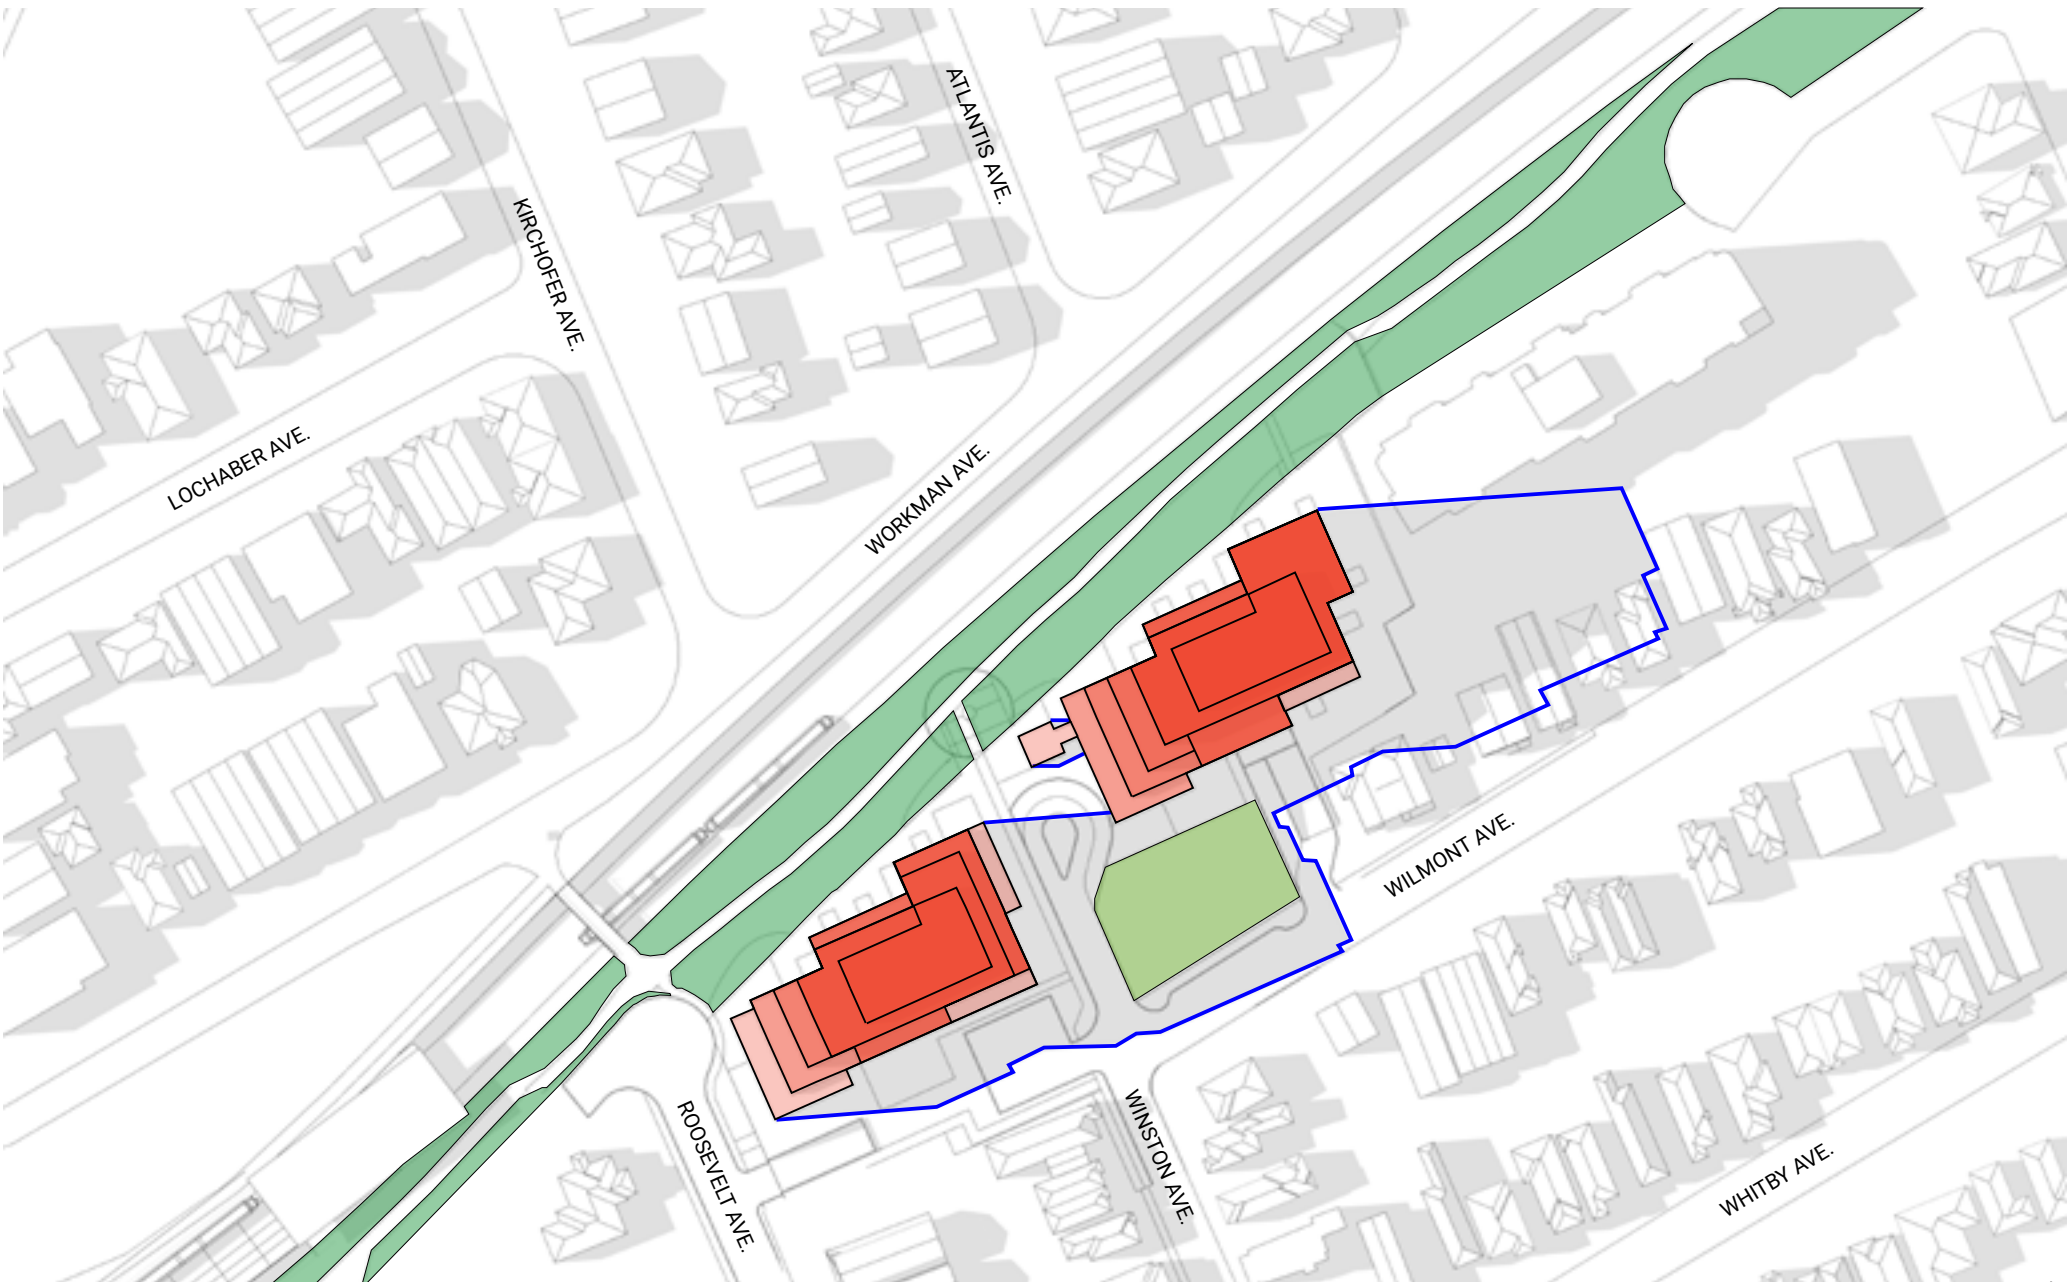 ATLANTIS AVE.
KIRCHOFER AVE.
LOCHABER AVE.
WORKMAN AVE.
WILMONT AVE.
ROOSEVELT AVE.
WINSTON AVE.
WHITBY AVE.